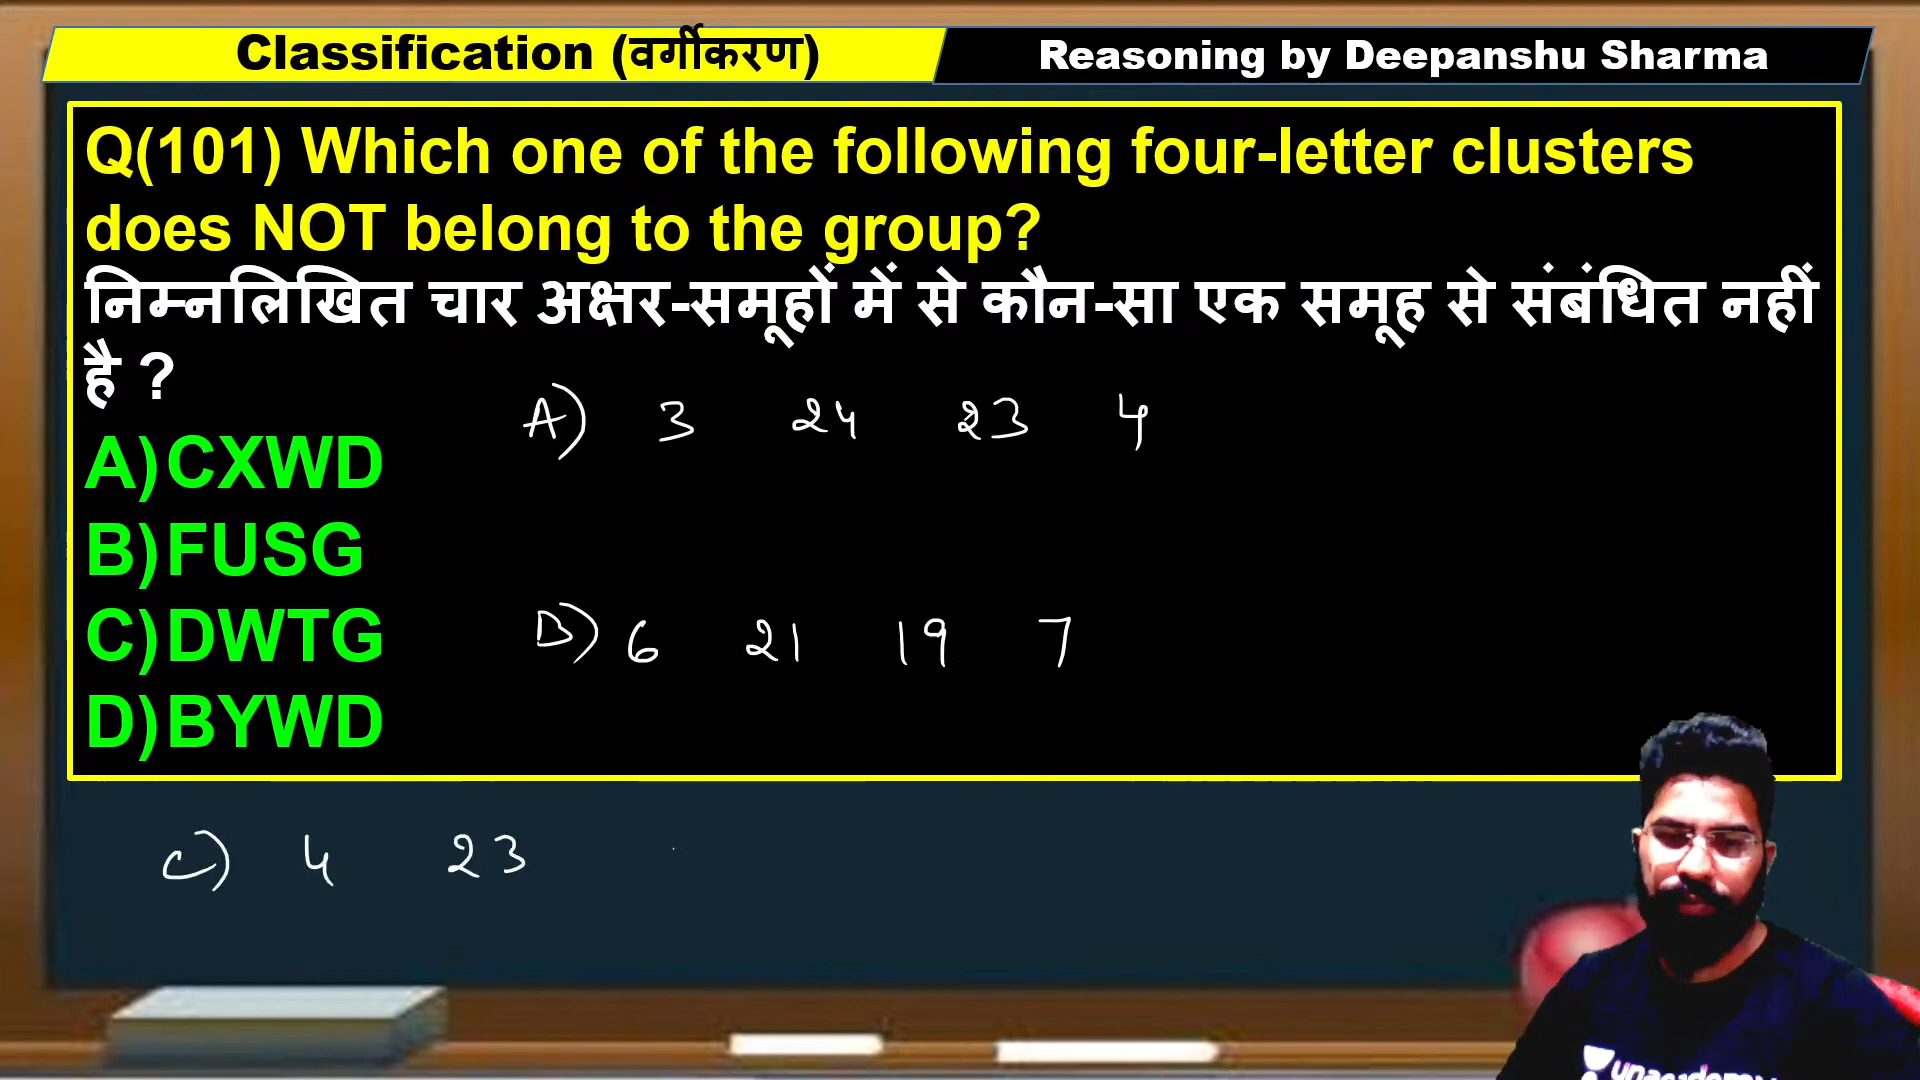 Classification (वर्गीकरण)
Reasoning by Deepanshu Sharma
Q(101) Which one of the following four-letter clusters
does NOT belong to the group?
निम्नलिखित चार अक्षर-समूहों में से कौन-सा एक समूह से संबंधित नहीं
है ?
A) 3 24 23 4
A)CXWD
B)FUSG
C)DWTG
B) 6 21 19 7
D)BYWD
C) 4 23
unacademy